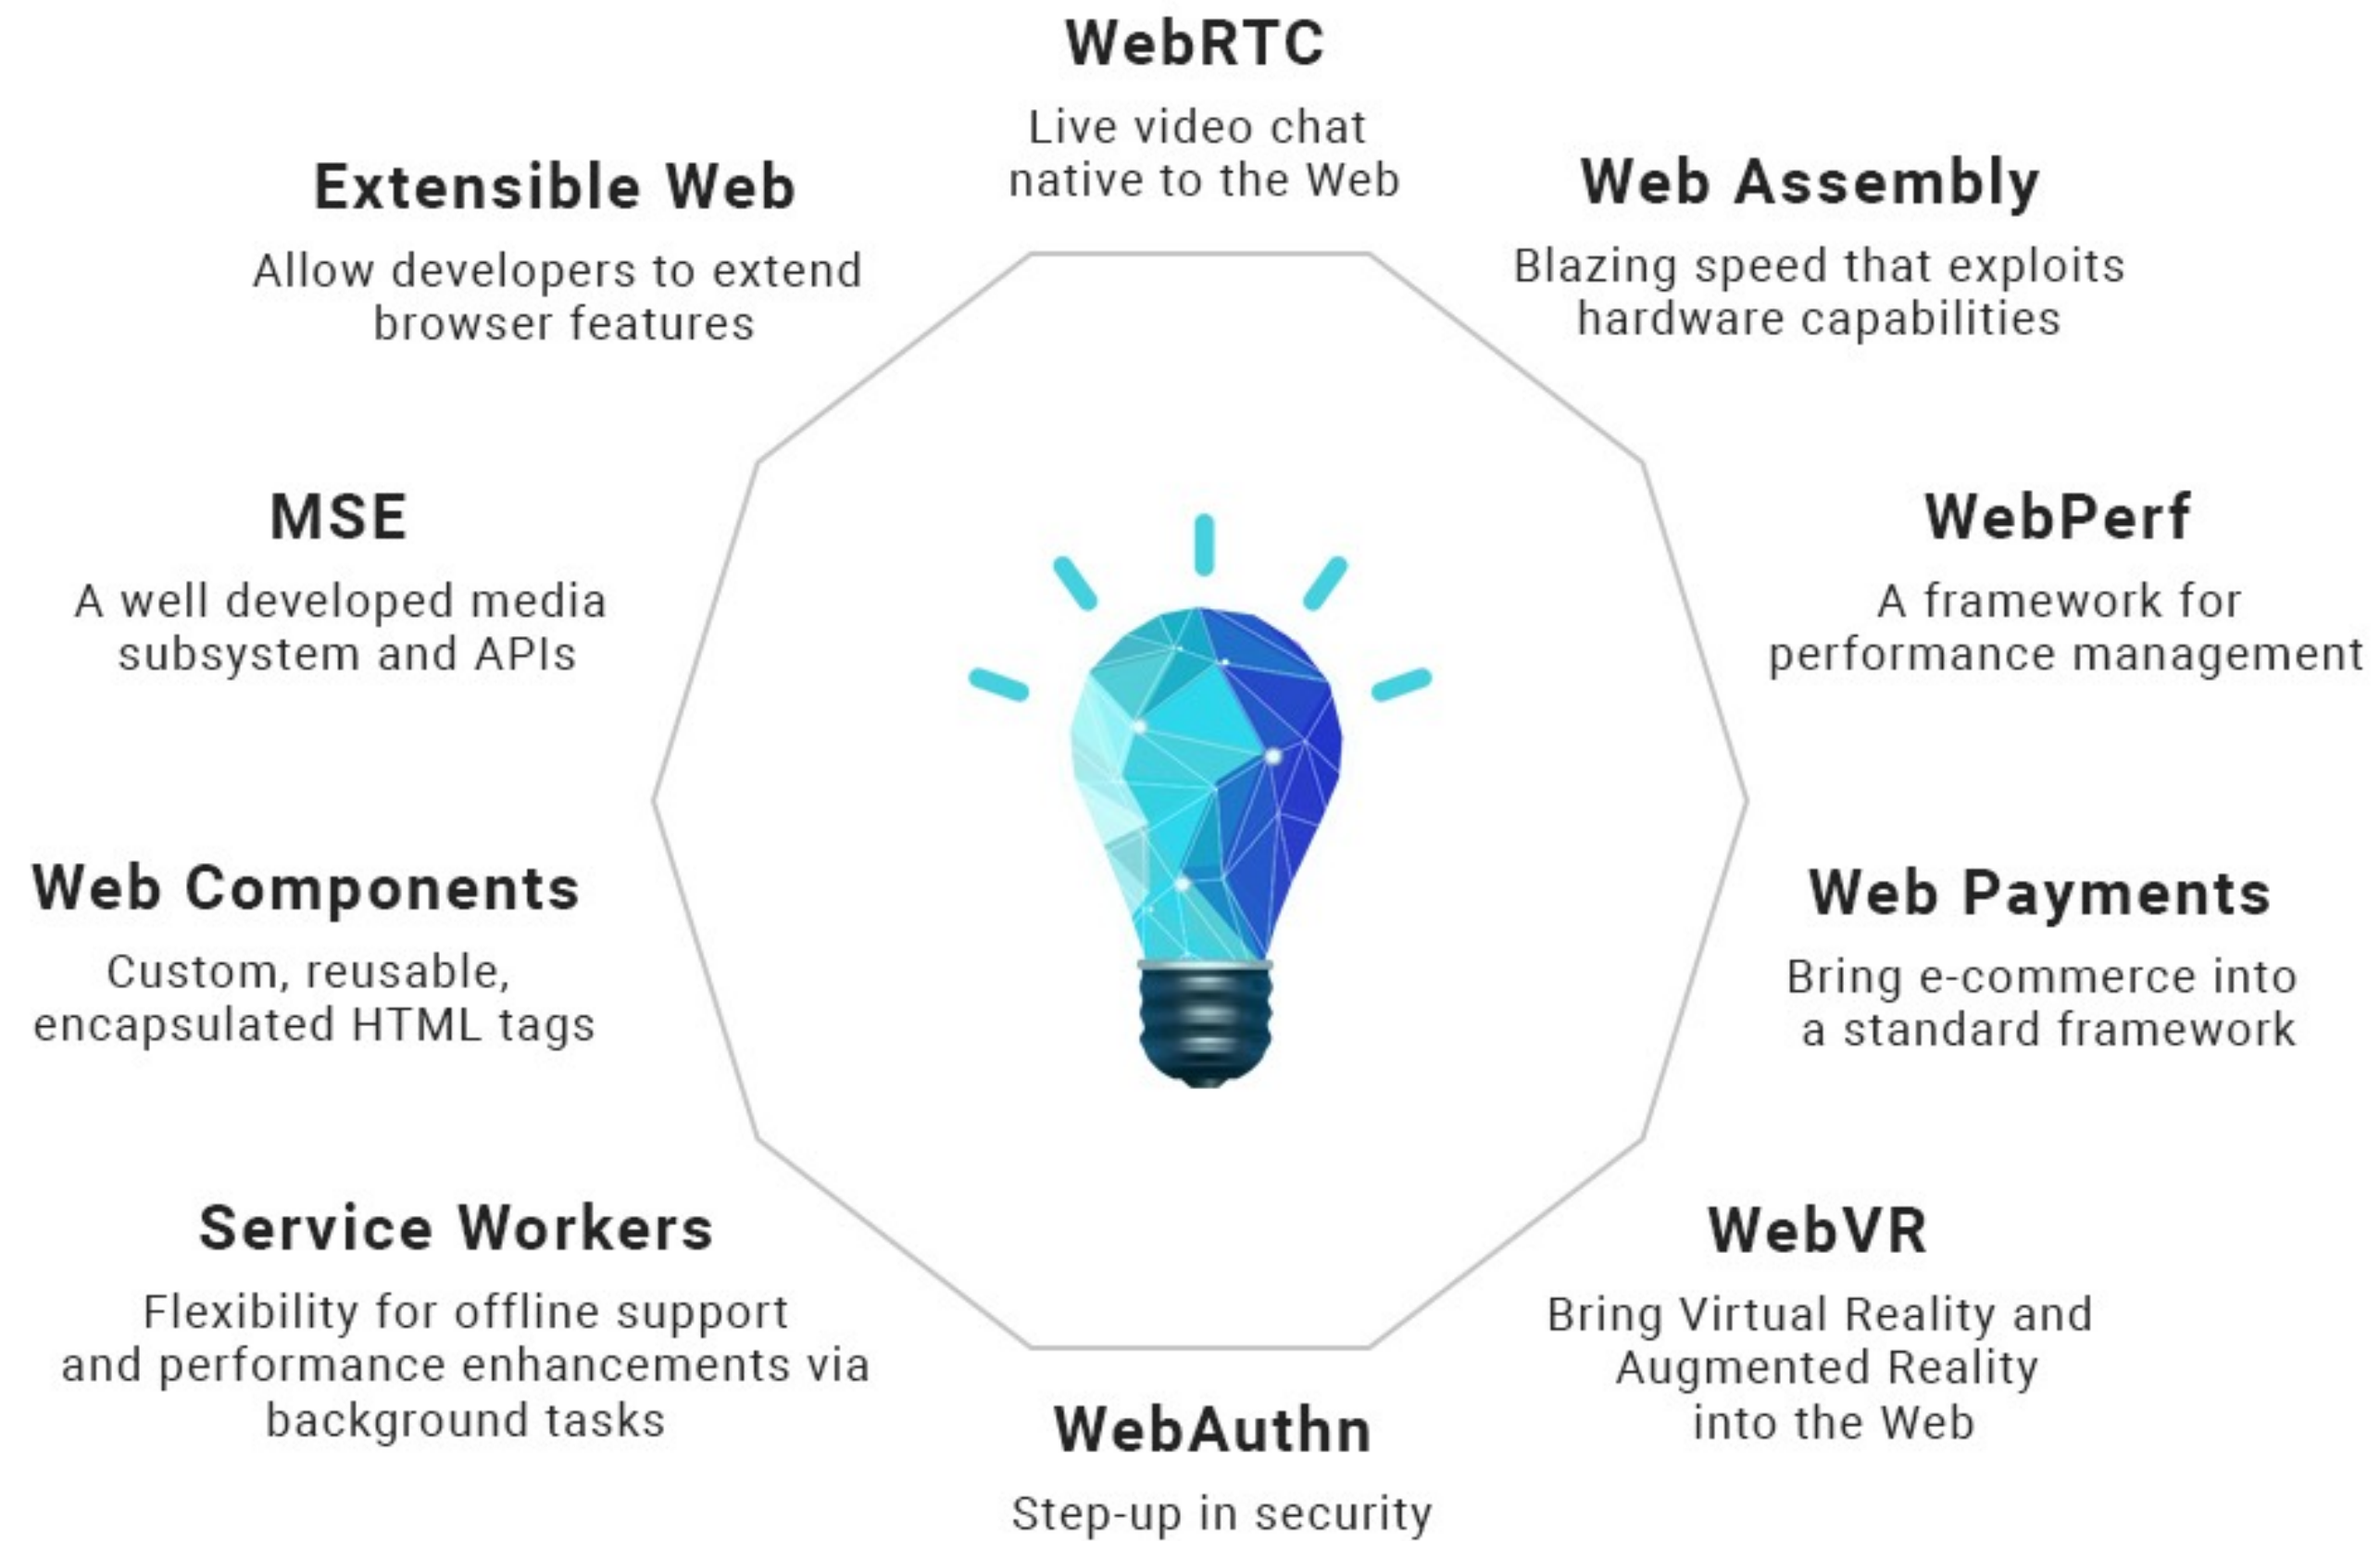 WebRTC
Live video chat
native to the Web
Extensible Web
Allow developers to extend
browser features
Web Assembly
Blazing speed that exploits
hardware capabilities
MSE
A well developed media
subsystem and APIs
WebPerf
A framework for
performance management
Web Components
Custom, reusable,
encapsulated HTML tags
Web Payments
Bring e-commerce into
a standard framework
Service Workers
Flexibility for offline support
and performance enhancements via
background tasks
WebVR
Bring Virtual Reality and
Augmented Reality
into the Web
WebAuthn
Step-up in security